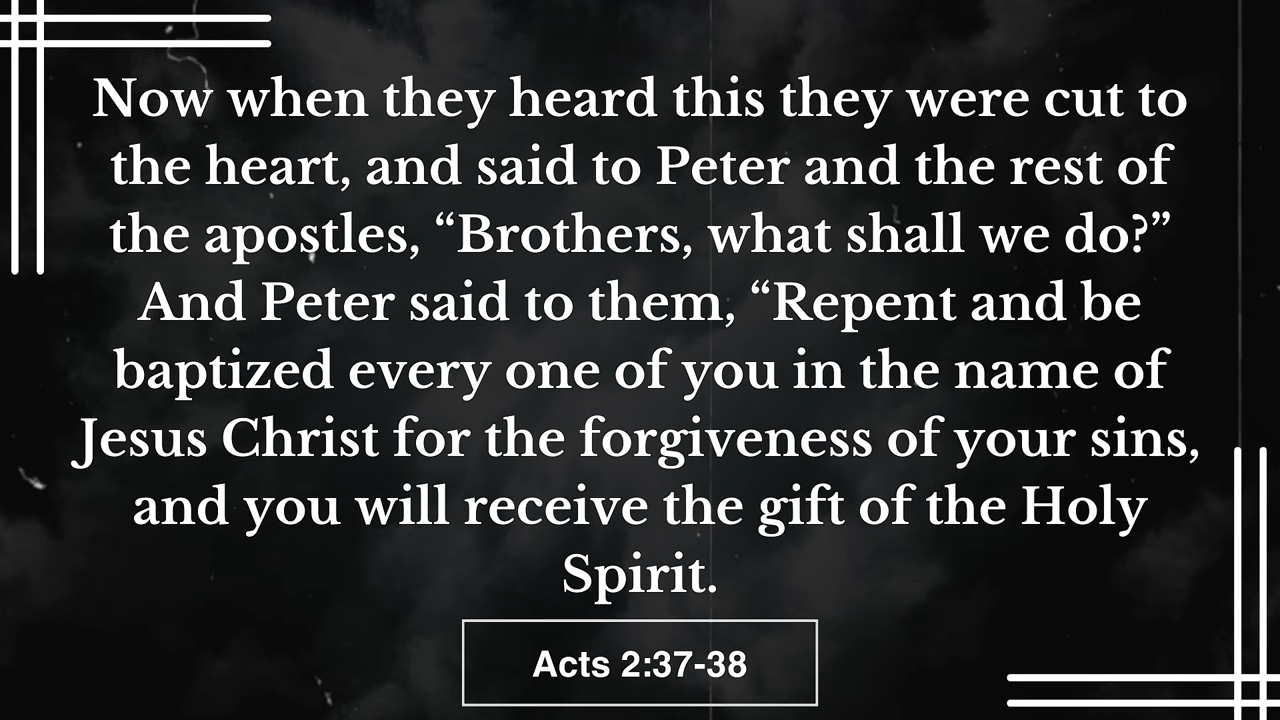 Now when they heard this they were cut to
the heart, and said to Peter and the rest of
the apostles, “Brothers, what shall we do?”
And Peter said to them, “Repent and be
baptized every one of you in the name of
Jesus Christ for the forgiveness of your sins,
and you will receive the gift of the Holy
Spirit.
Acts 2:37-38